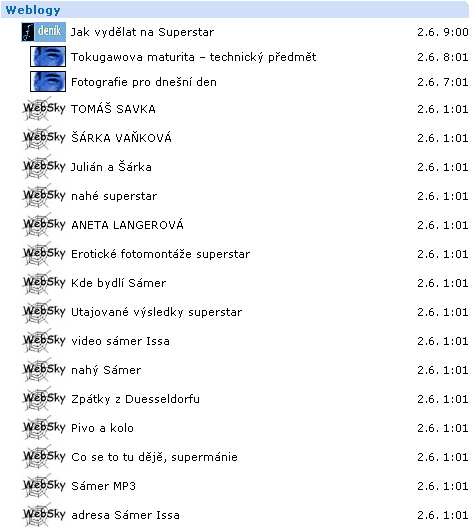 Weblogy
deník Jak vydělat na Superstar 2.6. 9:00
Tokugawova maturita – technický předmět 2.6. 8:01
Fotografie pro dnešní den 2.6. 7:01
WebSky TOMÁŠ SAVKA 2.6. 1:01
WebSky ŠÁRKA VAŇKOVÁ 2.6. 1:01
WebSky Julián a Šárka 2.6. 1:01
WebSky nahé superstar 2.6. 1:01
WebSky ANETA LANGEROVÁ 2.6. 1:01
WebSky Erotické fotomontáže superstar 2.6. 1:01
WebSky Kde bydlí Sámer 2.6. 1:01
WebSky Utajované výsledky superstar 2.6. 1:01
WebSky video sámer Issa 2.6. 1:01
WebSky nahý Sámer 2.6. 1:01
WebSky Zpátky z Duesseldorfu 2.6. 1:01
WebSky Pivo a kolo 2.6. 1:01
WebSky Co se to tu dějě, supermánie 2.6. 1:01
WebSky Sámer MP3 2.6. 1:01
WebSky adresa Sámer Issa 2.6. 1:01